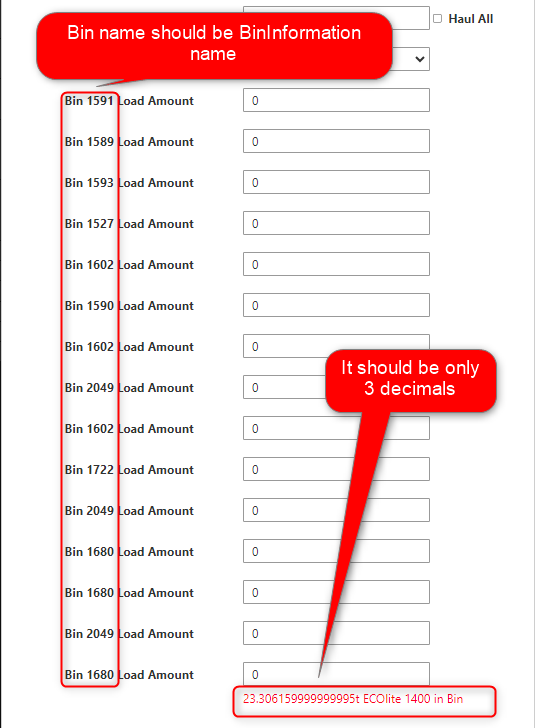 Haul All
Bin name should be BinInformation
name
Bin 1591 Load Amount
0
Bin 1589 Load Amount
0
Bin 1593 Load Amount
0
Bin 1527 Load Amount
0
Bin 1602 Load Amount
0
Bin 1590 Load Amount
0
Bin 1602 Load Amount
0
It should be only
3 decimals
Bin 2049 Load Amount
0
Bin 1602 Load Amount
0
Bin 1722 Load Amount
0
Bin 2049 Load Amount
0
Bin 1680 Load Amount
0
Bin 1680 Load Amount
0
Bin 2049 Load Amount
0
Bin 1680 Load Amount
0
23.306159999999995t ECOlite 1400 in Bin